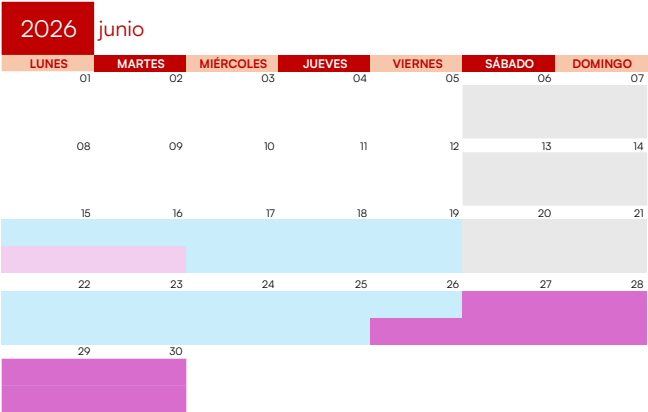 2026 junio
LUNES MARTES MIÉRCOLES JUEVES VIERNES SÁBADO DOMINGO
01 02 03 04 05 06 07
08 09 10 11 12 13 14
15 16 17 18 19 20 21
22 23 24 25 26 27 28
29 30